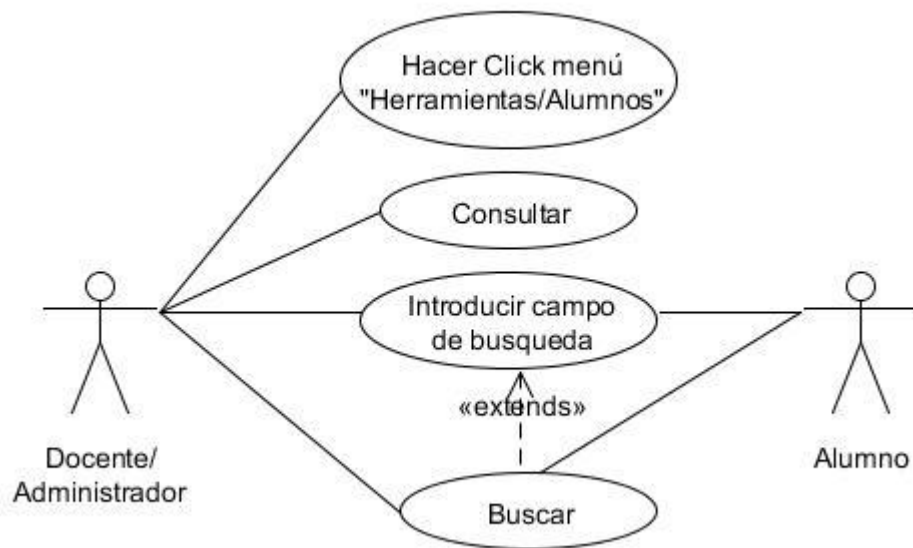 Hacer Click menú
"Herramientas/Alumnos"
Consultar
Introducir campo
de busqueda
«extends»
Docente/
Administrador
Alumno
Buscar